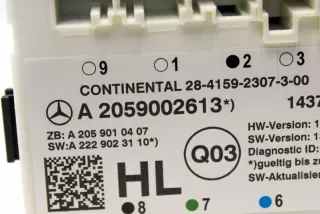 9 1 2 3
CONTINENTAL 28-4159-2307-3-00
A 2059002613*) 1437
ZB: A 205 901 04 07
SW:A 222 902 31 10*)
HW-Version: 1
SW-Version: 1
Diagnostic ID:
*)gueltig bis zu
SW-Aktualisier
Q03
HL
8 7 6